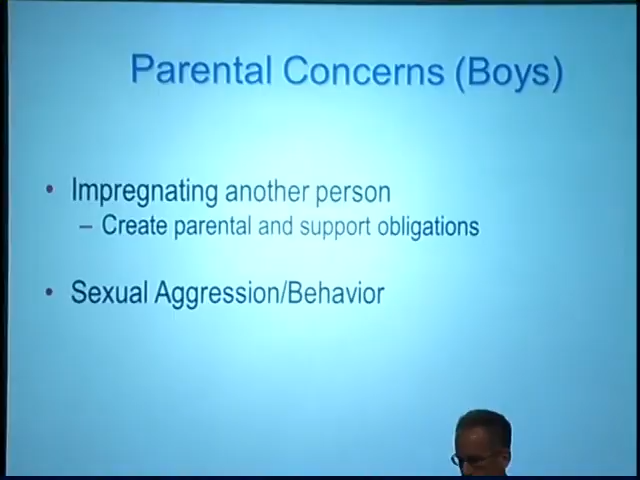 Parental Concerns (Boys)
• Impregnating another person
– Create parental and support obligations
• Sexual Aggression/Behavior